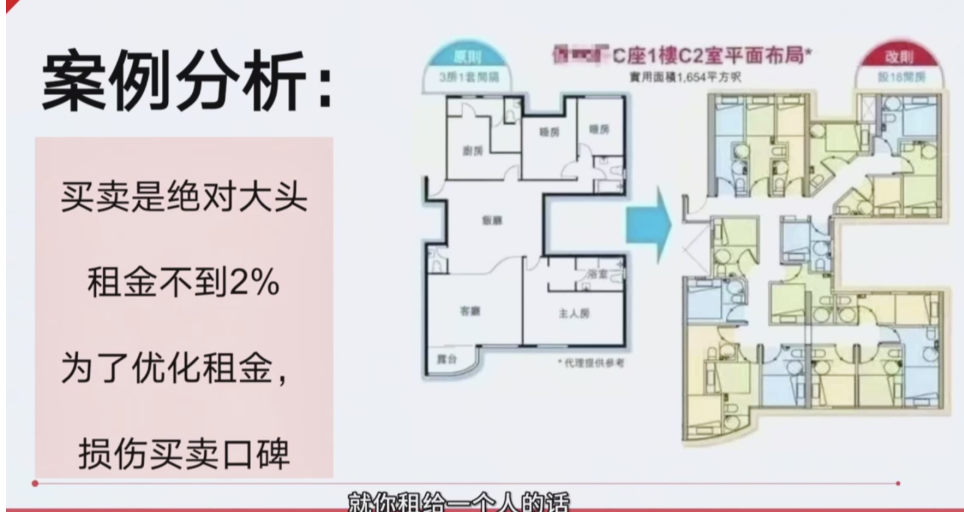 案例分析：
买卖是绝对大头
租金不到2%
为了优化租金，
损伤买卖口碑
原則
3房1套間隔
C座1樓C2室平面布局*
實用面積1,654平方呎
改則
設18間房
廚房
睡房
睡房
飯廳
浴室
客廳
主人房
露台
*代理提供參考
就你租给一个人的话